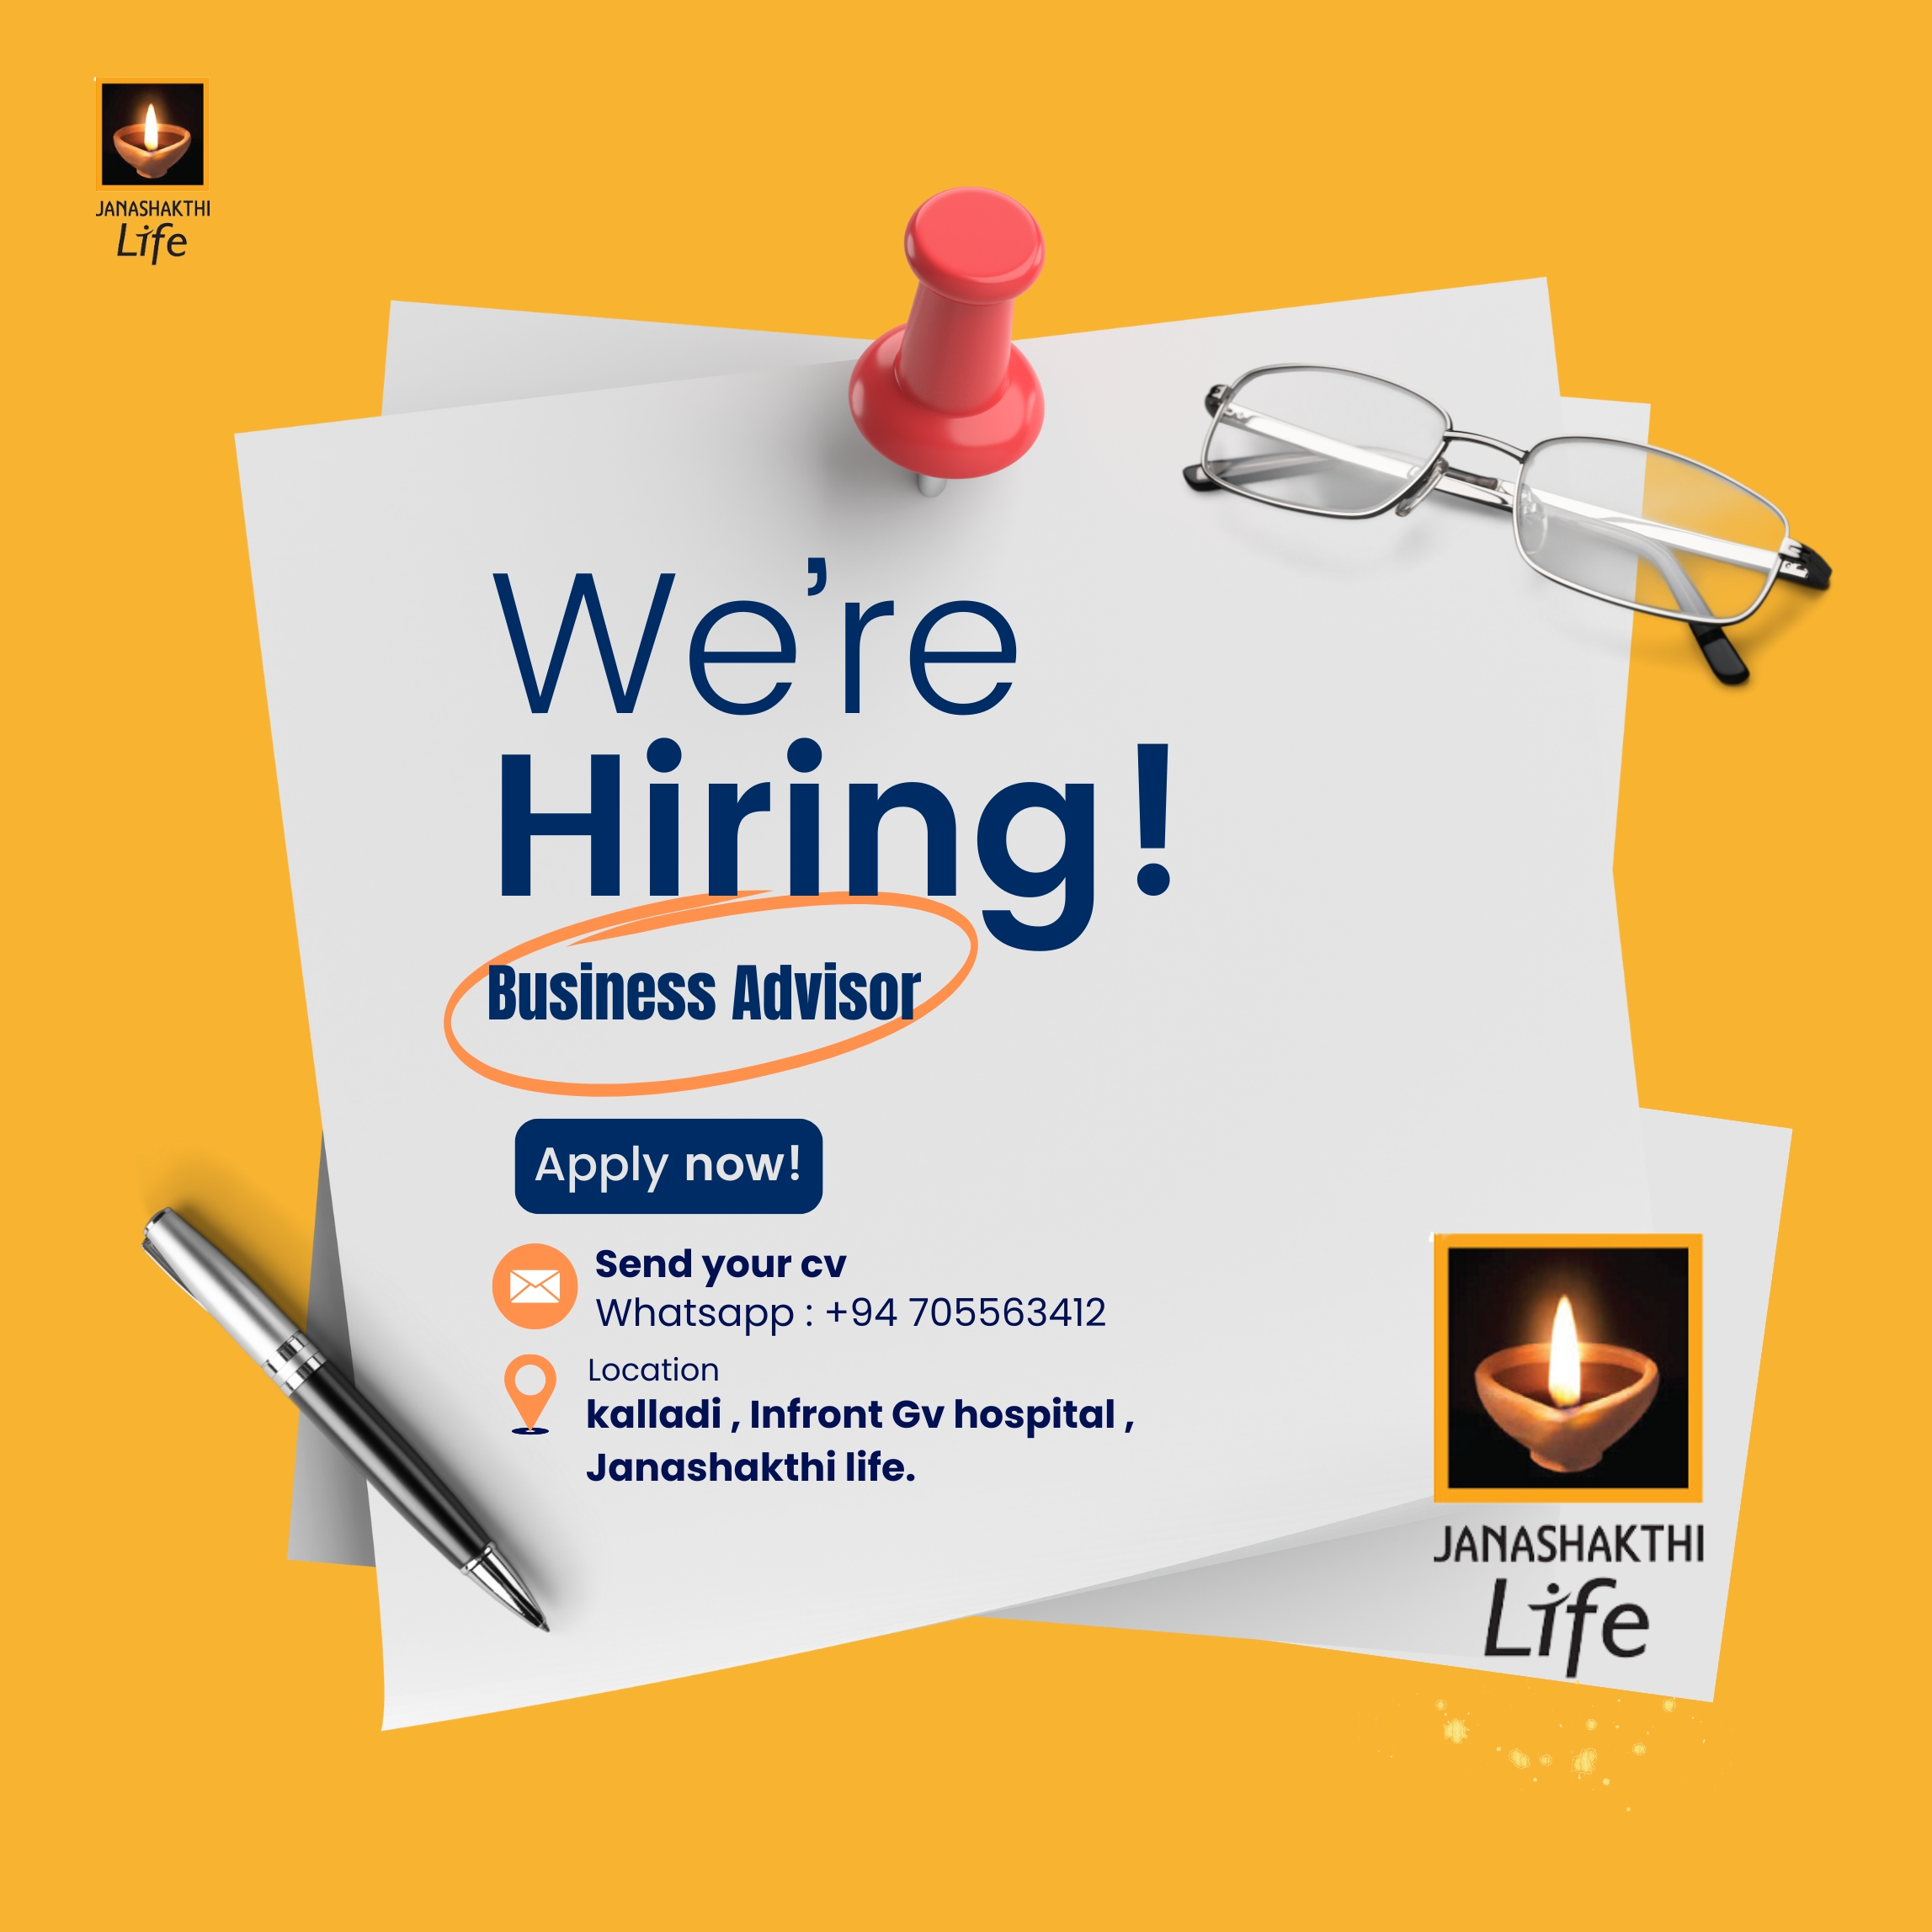 JANASHAKTHI
Life
We’re
Hiring!
Business Advisor
Apply now!
Send your cv
Whatsapp : +94 705563412
Location
kalladi , Infront Gv hospital ,
Janashakthi life.
JANASHAKTHI
Life